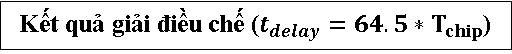 Kết quả giải điều chế (t_delay = 64.5 * T_chip)